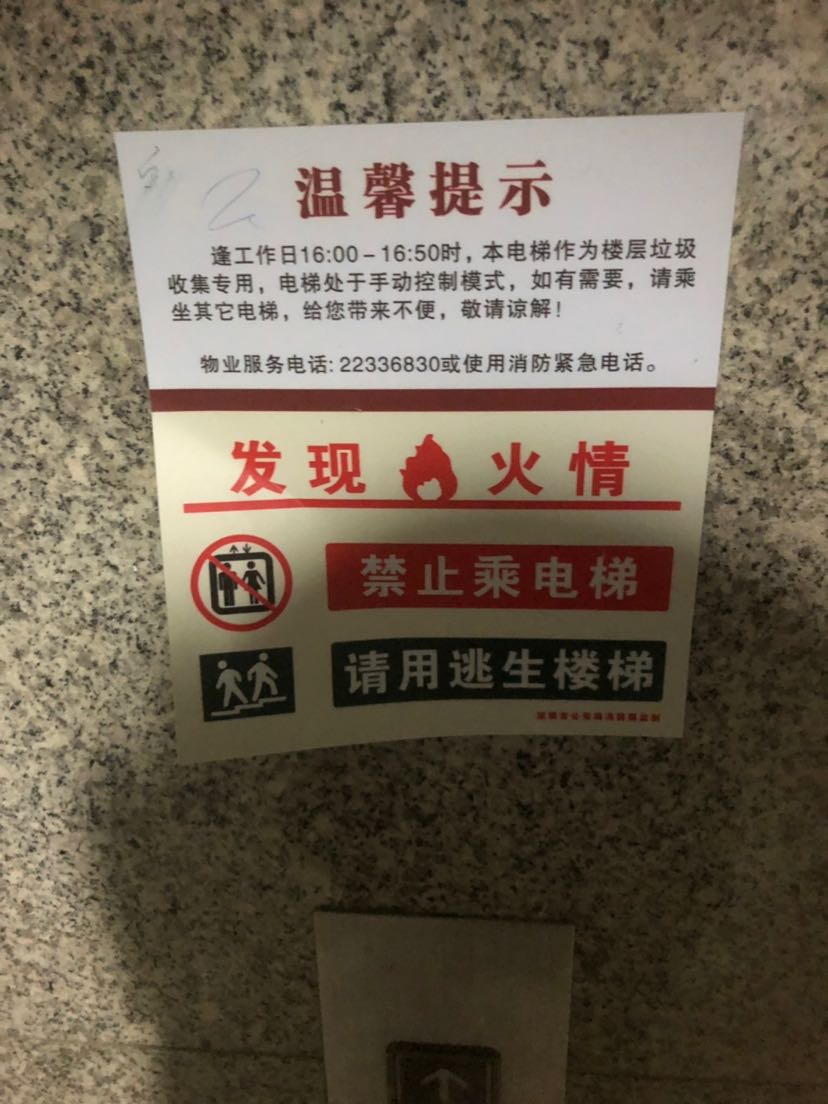 温馨提示
逢工作日16:00－16:50时，本电梯作为楼层垃圾
收集专用，电梯处于手动控制模式，如有需要，请乘
坐其它电梯，给您带来不便，敬请谅解！
物业服务电话: 22336830或使用消防紧急电话。
发现 火情
禁止乘电梯
请用逃生楼梯